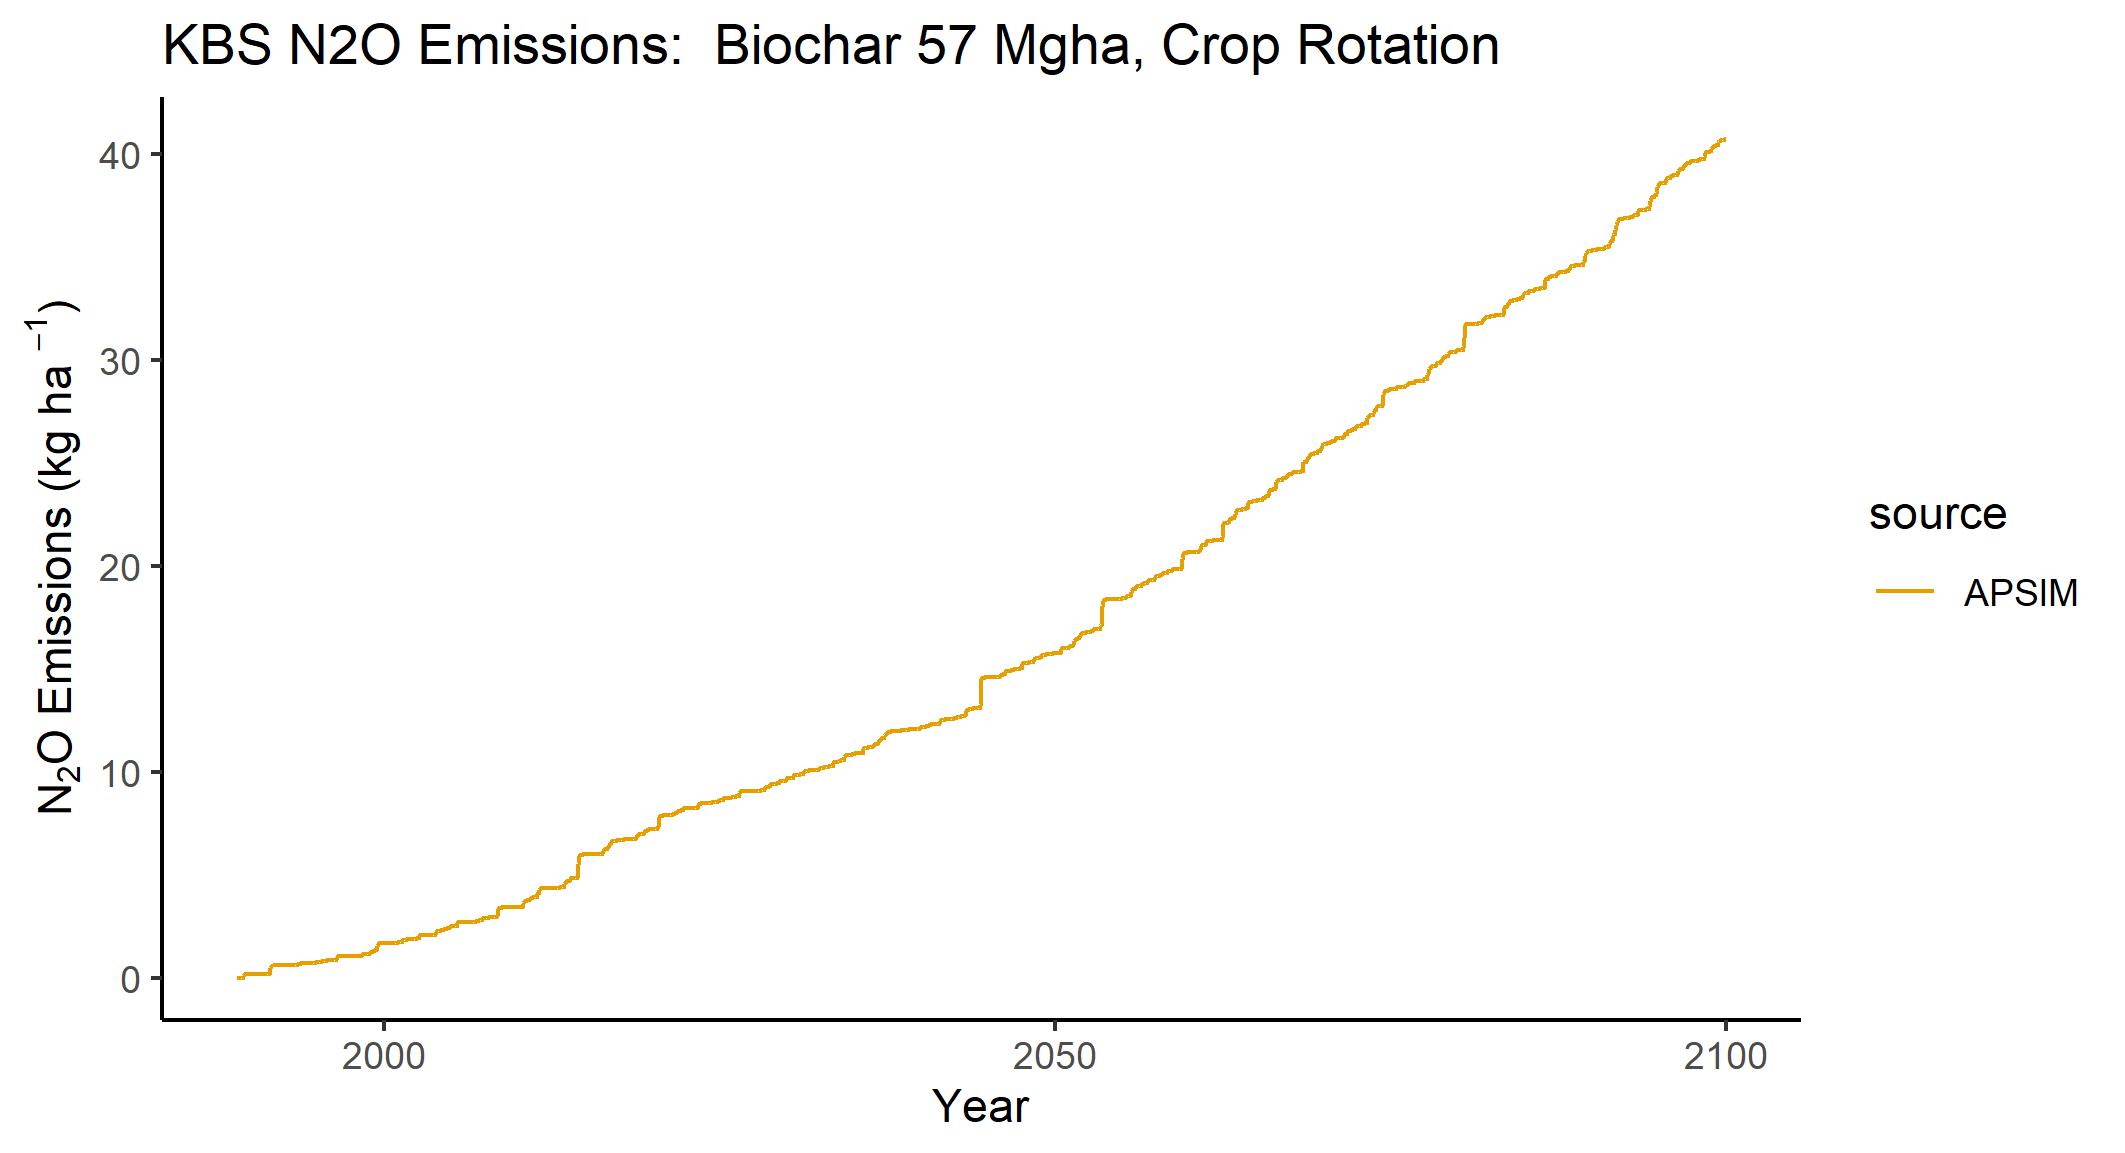 KBS N2O Emissions:  Biochar 57 Mgha, Crop Rotation
N₂O Emissions (kg ha ⁻¹)
40
30
20
10
0
2000
2050
2100
Year
source
APSIM